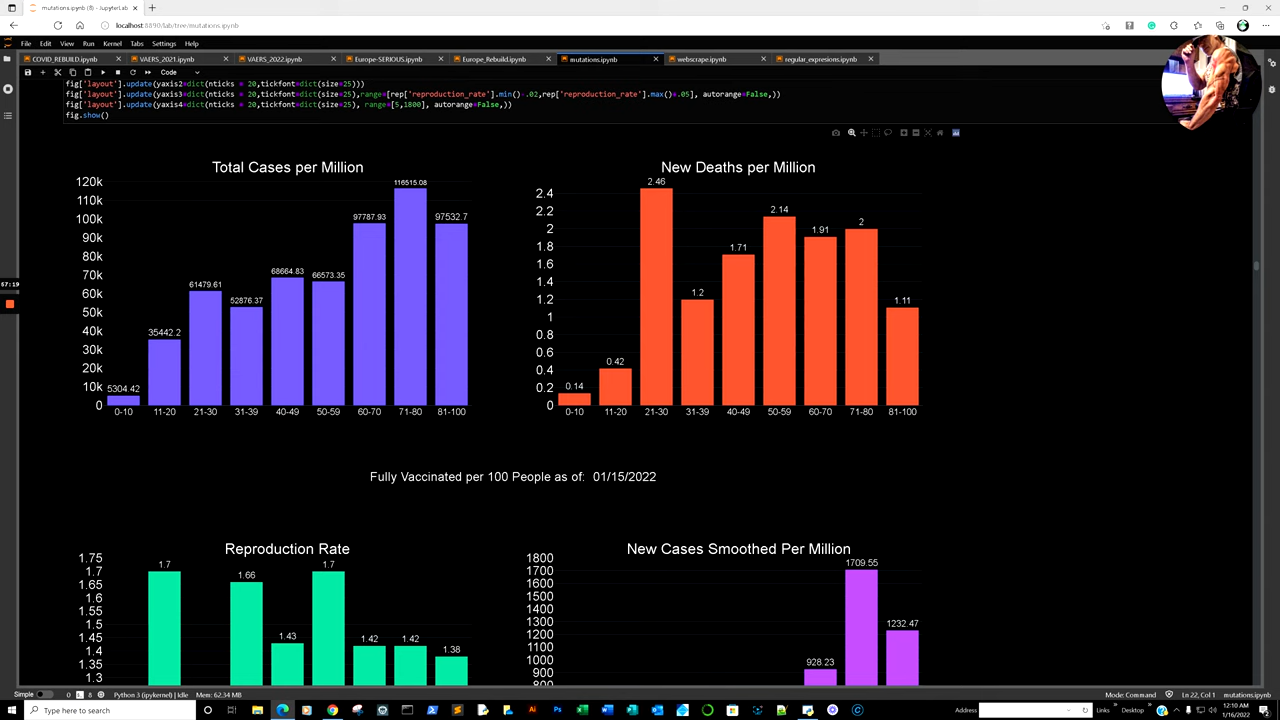 mutations.ipynb (8) - JupyterLab
localhost:8890/lab/tree/mutations.ipynb
File Edit View Run Kernel Tabs Settings Help
COVID_REBUILD.ipynb VAERS_2021.ipynb VAERS_2022.ipynb Europe-SERIOUS.ipynb Europe_Rebuild.ipynb mutations.ipynb webscrape.ipynb regular_expresions.ipynb
Code
fig['layout'].update(yaxis2=dict(nticks = 20,tickfont=dict(size=25)))
fig['layout'].update(yaxis3=dict(nticks = 20,tickfont=dict(size=25),range=[rep['reproduction_rate'].min()-.02,rep['reproduction_rate'].max()+.05], autorange=False,))
fig['layout'].update(yaxis4=dict(nticks = 20,tickfont=dict(size=25), range=[5,1800], autorange=False,))
fig.show()
Total Cases per Million
120k
110k
100k
90k
80k
70k
60k
50k
40k
30k
20k
10k
0
5304.42
35442.2
61479.61
52876.37
68664.83
66573.35
97787.93
116515.08
97532.7
0-10 11-20 21-30 31-39 40-49 50-59 60-70 71-80 81-100
New Deaths per Million
2.4
2.2
2
1.8
1.6
1.4
1.2
1
0.8
0.6
0.4
0.2
0
0.14
0.42
2.46
1.2
1.71
2.14
1.91
2
1.11
0-10 11-20 21-30 31-39 40-49 50-59 60-70 71-80 81-100
57:19
Fully Vaccinated per 100 People as of: 01/15/2022
Reproduction Rate
1.75
1.7
1.65
1.6
1.55
1.5
1.45
1.4
1.35
1.3
1.7
1.66
1.43
1.7
1.42
1.42
1.38
New Cases Smoothed Per Million
1800
1700
1600
1500
1400
1300
1200
1100
1000
900
800
928.23
1709.55
1232.47
Simple 0 8 Python 3 (ipykernel) | Idle Mem: 62.34 MB Mode: Command Ln 22, Col 1 mutations.ipynb
Type here to search
Address Links Desktop
12:10 AM
1/16/2022